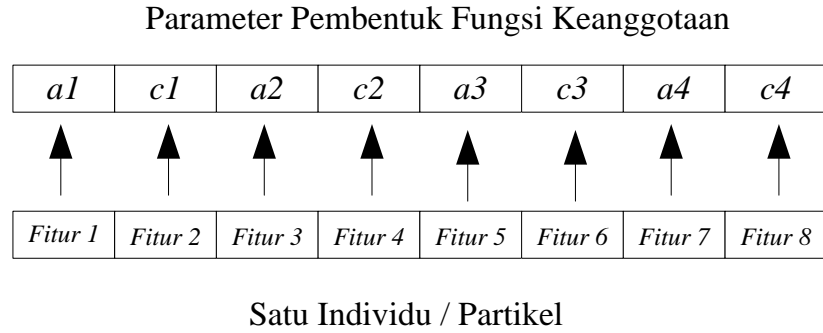 Parameter Pembentuk Fungsi Keanggotaan
a1 c1 a2 c2 a3 c3 a4 c4
Fitur 1 Fitur 2 Fitur 3 Fitur 4 Fitur 5 Fitur 6 Fitur 7 Fitur 8
Satu Individu / Partikel